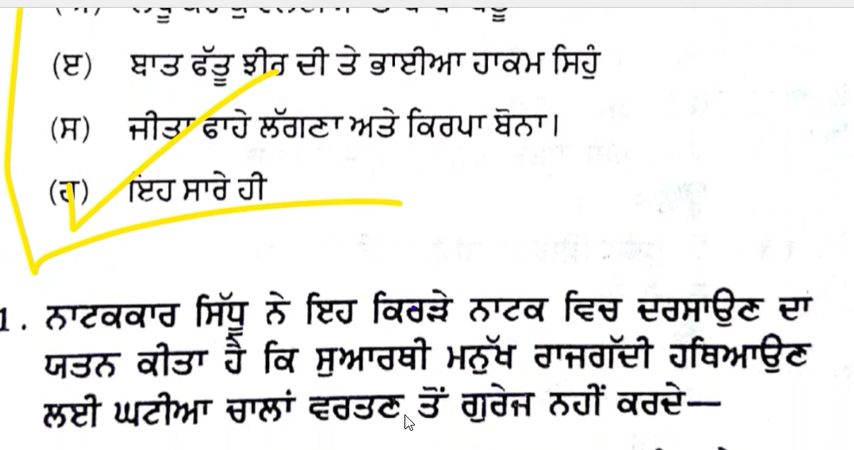 (ੲ) ਬਾਤ ਫੱਤੂ ਝੀਰ ਦੀ ਤੇ ਭਾਈਆ ਹਾਕਮ ਸਿਹੁੰ
(ਸ) ਜੀਤਾ ਫਾਹੇ ਲੱਗਣਾ ਅਤੇ ਕਿਰਪਾ ਬੋਨਾ।
(ਹ) ਇਹ ਸਾਰੇ ਹੀ
1. ਨਾਟਕਕਾਰ ਸਿੱਧੂ ਨੇ ਇਹ ਕਿਹੜੇ ਨਾਟਕ ਵਿਚ ਦਰਸਾਉਣ ਦਾ
ਯਤਨ ਕੀਤਾ ਹੈ ਕਿ ਸੁਆਰਥੀ ਮਨੁੱਖ ਰਾਜਗੱਦੀ ਹਥਿਆਉਣ
ਲਈ ਘਟੀਆ ਚਾਲਾਂ ਵਰਤਣ ਤੋਂ ਗੁਰੇਜ ਨਹੀਂ ਕਰਦੇ—